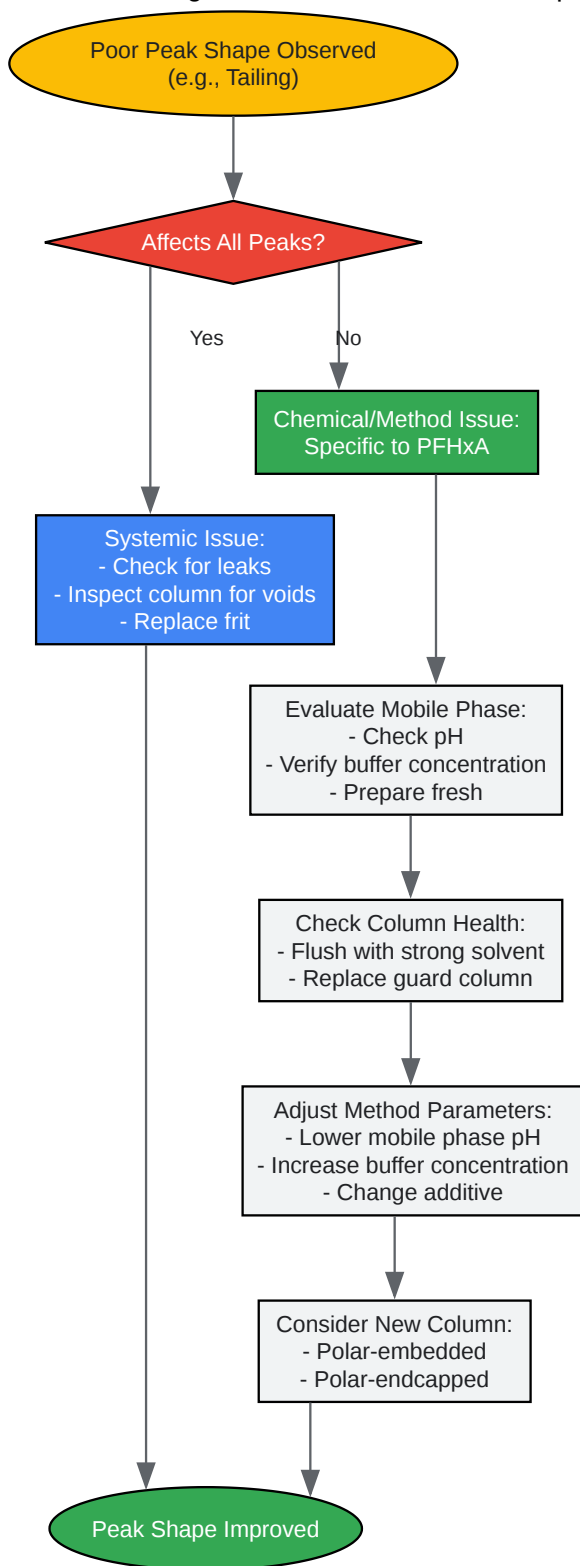 Poor Peak Shape Observed
(e.g., Tailing)
Affects All Peaks?
Yes
No
Chemical/Method Issue:
Specific to PFHxA
Systemic Issue:
- Check for leaks
- Inspect column for voids
- Replace frit
Evaluate Mobile Phase:
- Check pH
- Verify buffer concentration
- Prepare fresh
Check Column Health:
- Flush with strong solvent
- Replace guard column
Adjust Method Parameters:
- Lower mobile phase pH
- Increase buffer concentration
- Change additive
Consider New Column:
- Polar-embedded
- Polar-endcapped
Peak Shape Improved